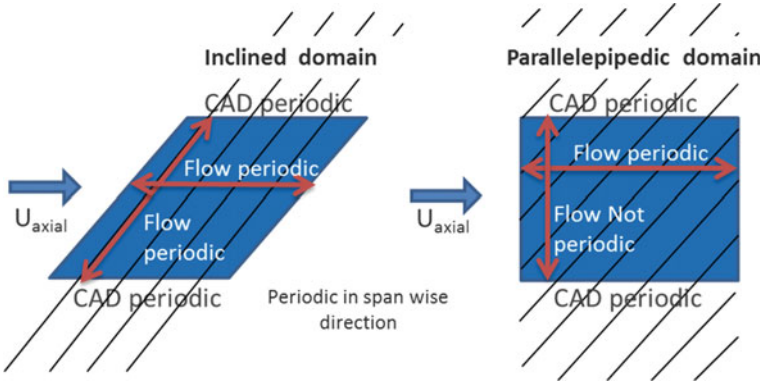 Inclined domain
CAD periodic
Flow periodic
Flow
periodic
U axial
CAD periodic
Periodic in span wise
direction
Parallelepipedic domain
CAD periodic
Flow periodic
Flow Not
periodic
U axial
CAD periodic